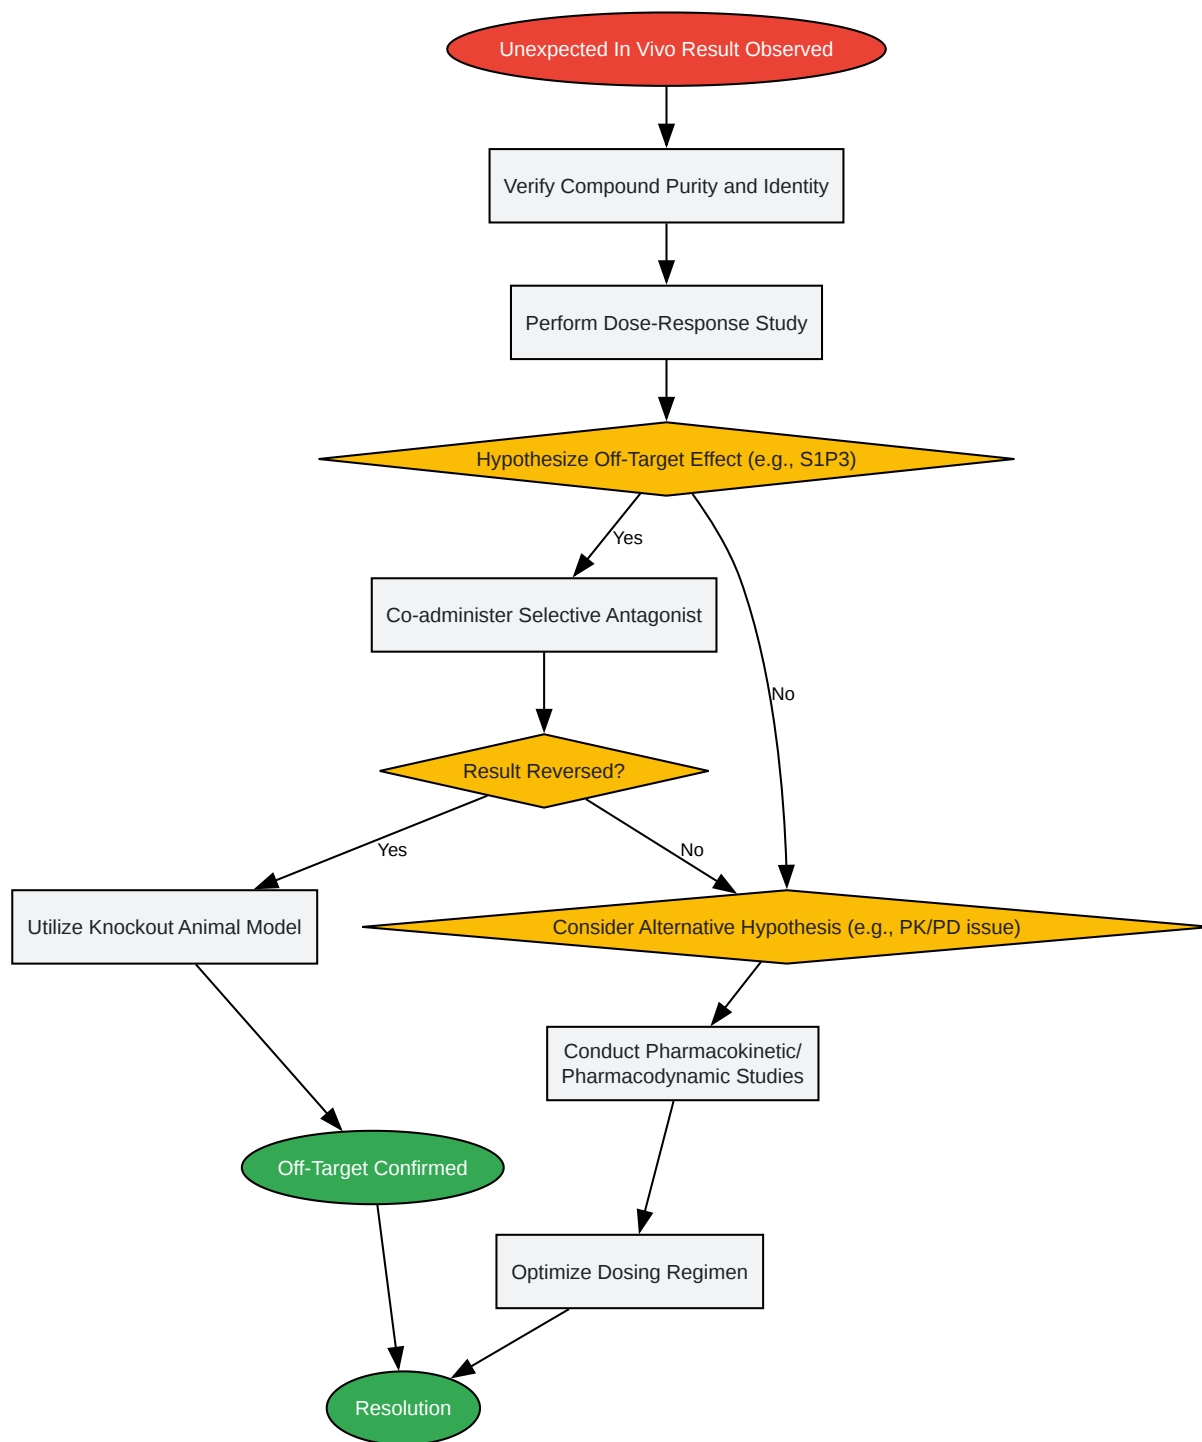 Unexpected In Vivo Result Observed
Verify Compound Purity and Identity
Perform Dose-Response Study
Hypothesize Off-Target Effect (e.g., S1P3)
Yes
Co-administer Selective Antagonist
No
Result Reversed?
Yes
No
Utilize Knockout Animal Model
Consider Alternative Hypothesis (e.g., PK/PD issue)
Conduct Pharmacokinetic/
Pharmacodynamic Studies
Off-Target Confirmed
Optimize Dosing Regimen
Resolution